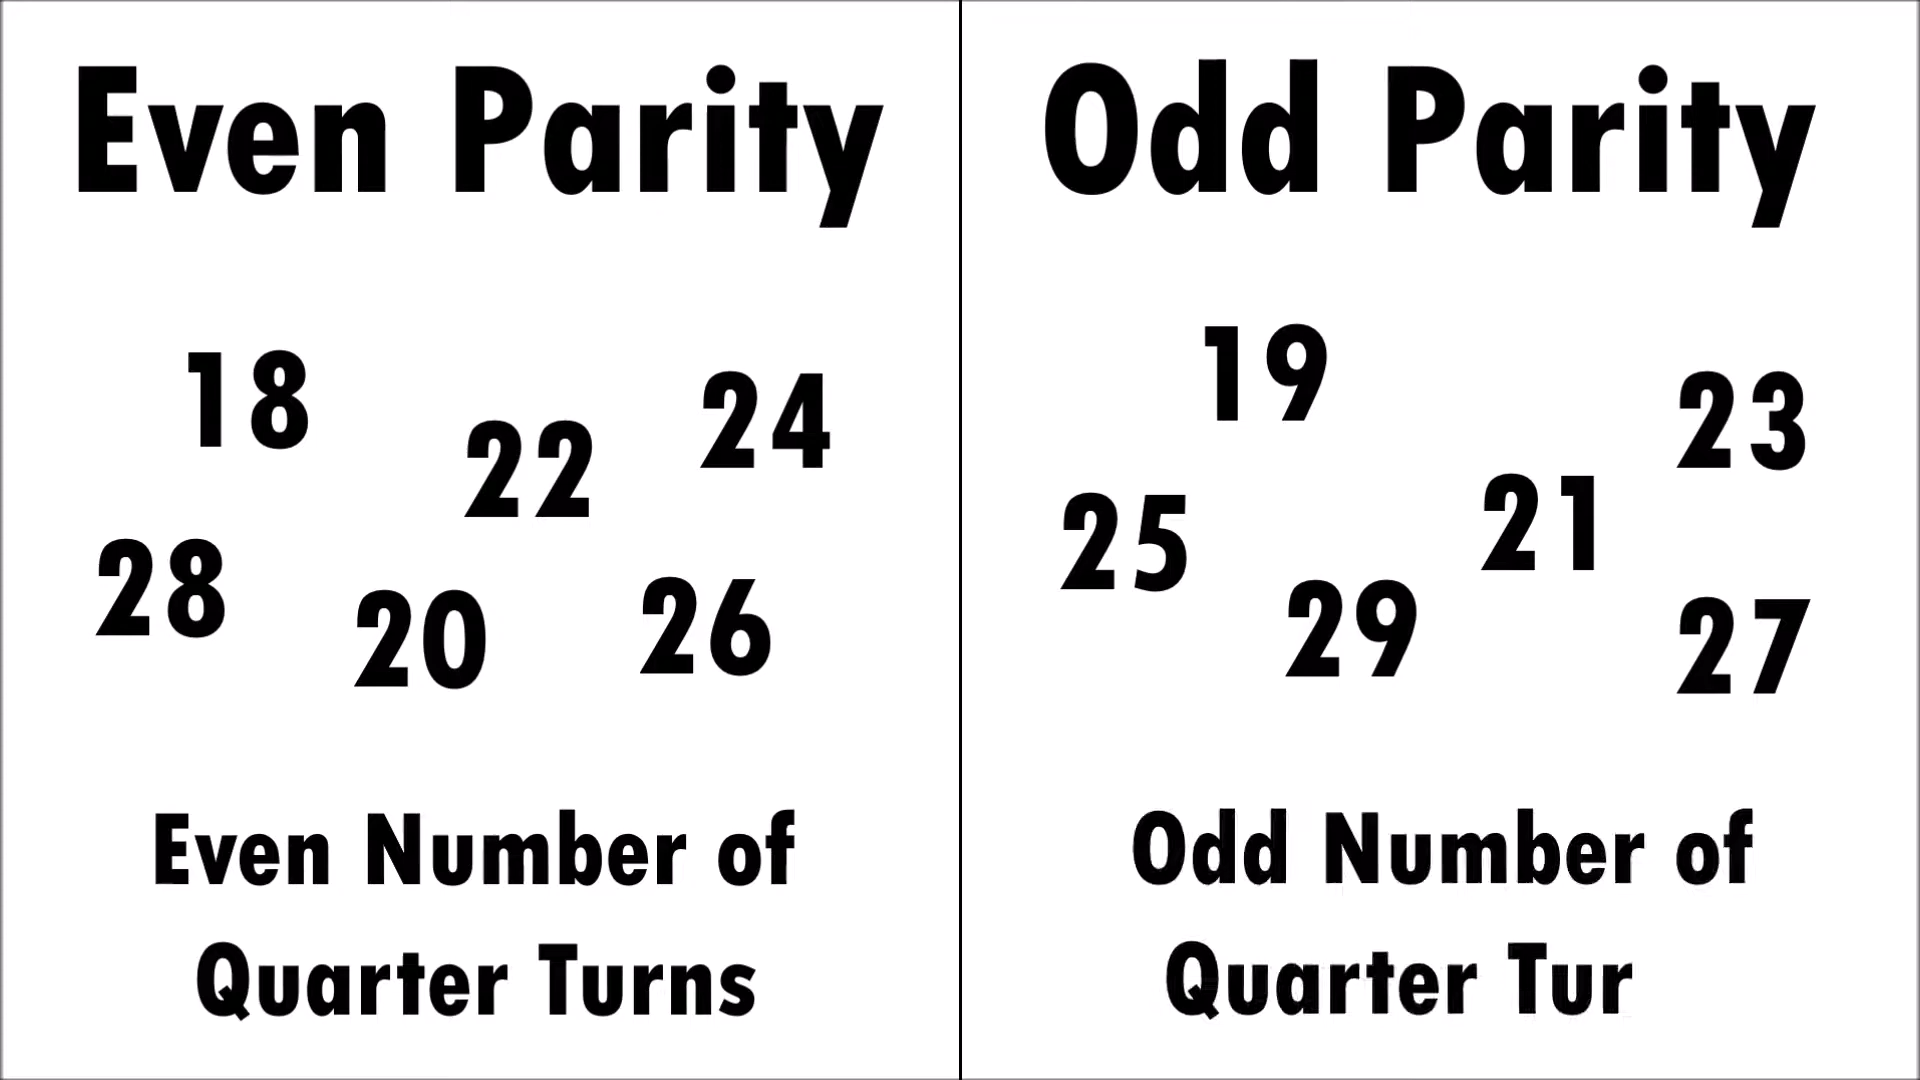 Even Parity
18
22
24
28
20
26
Even Number of
Quarter Turns
Odd Parity
19
23
25
21
29
27
Odd Number of
Quarter Tur